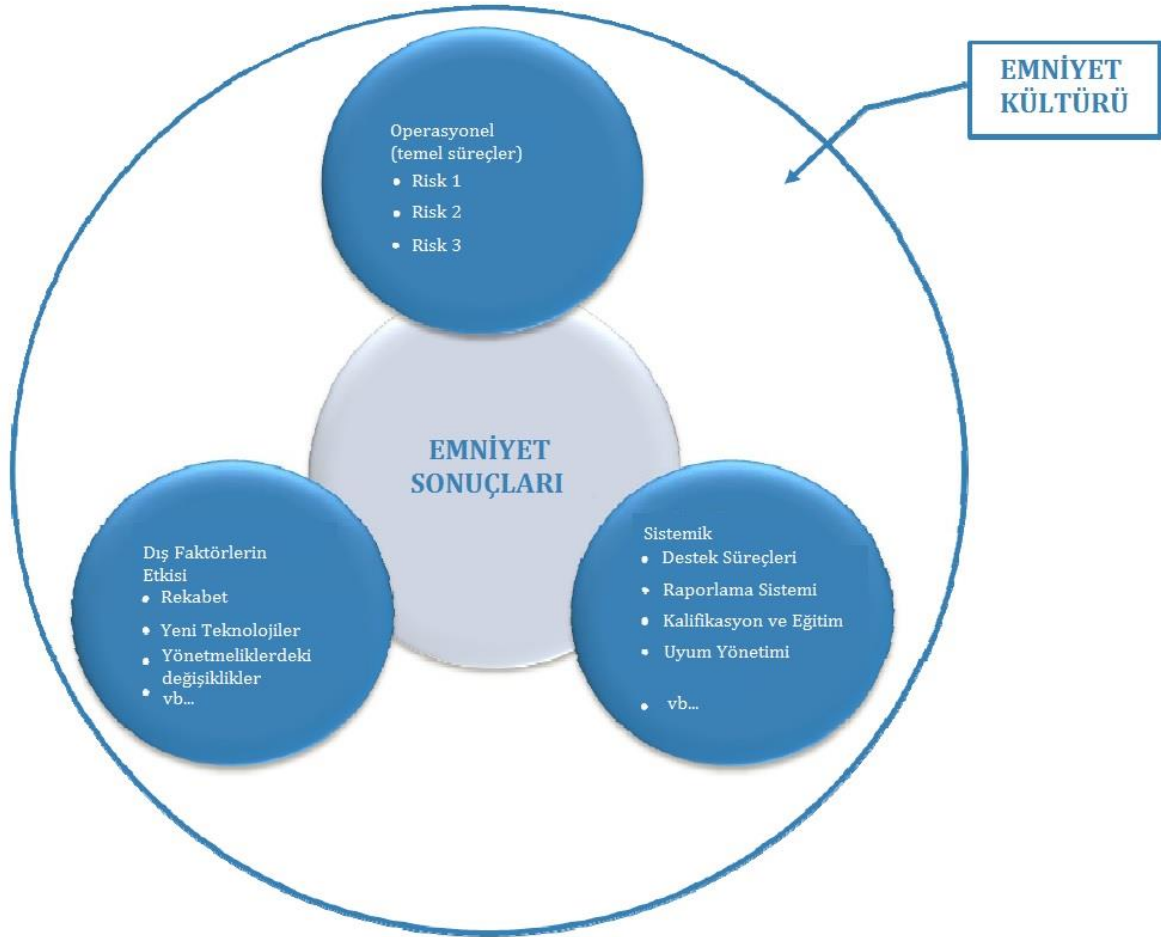 EMNİYET
KÜLTÜRÜ
Operasyonel
(temel süreçler)
• Risk 1
• Risk 2
• Risk 3
EMNİYET
SONUÇLARI
Dış Faktörlerin
Etkisi
• Rekabet
• Yeni Teknolojiler
• Yönetmeliklerdeki
değişiklikler
• vb...
Sistemik
• Destek Süreçleri
• Raporlama Sistemi
• Kalifikasyon ve Eğitim
• Uyum Yönetimi
• vb...